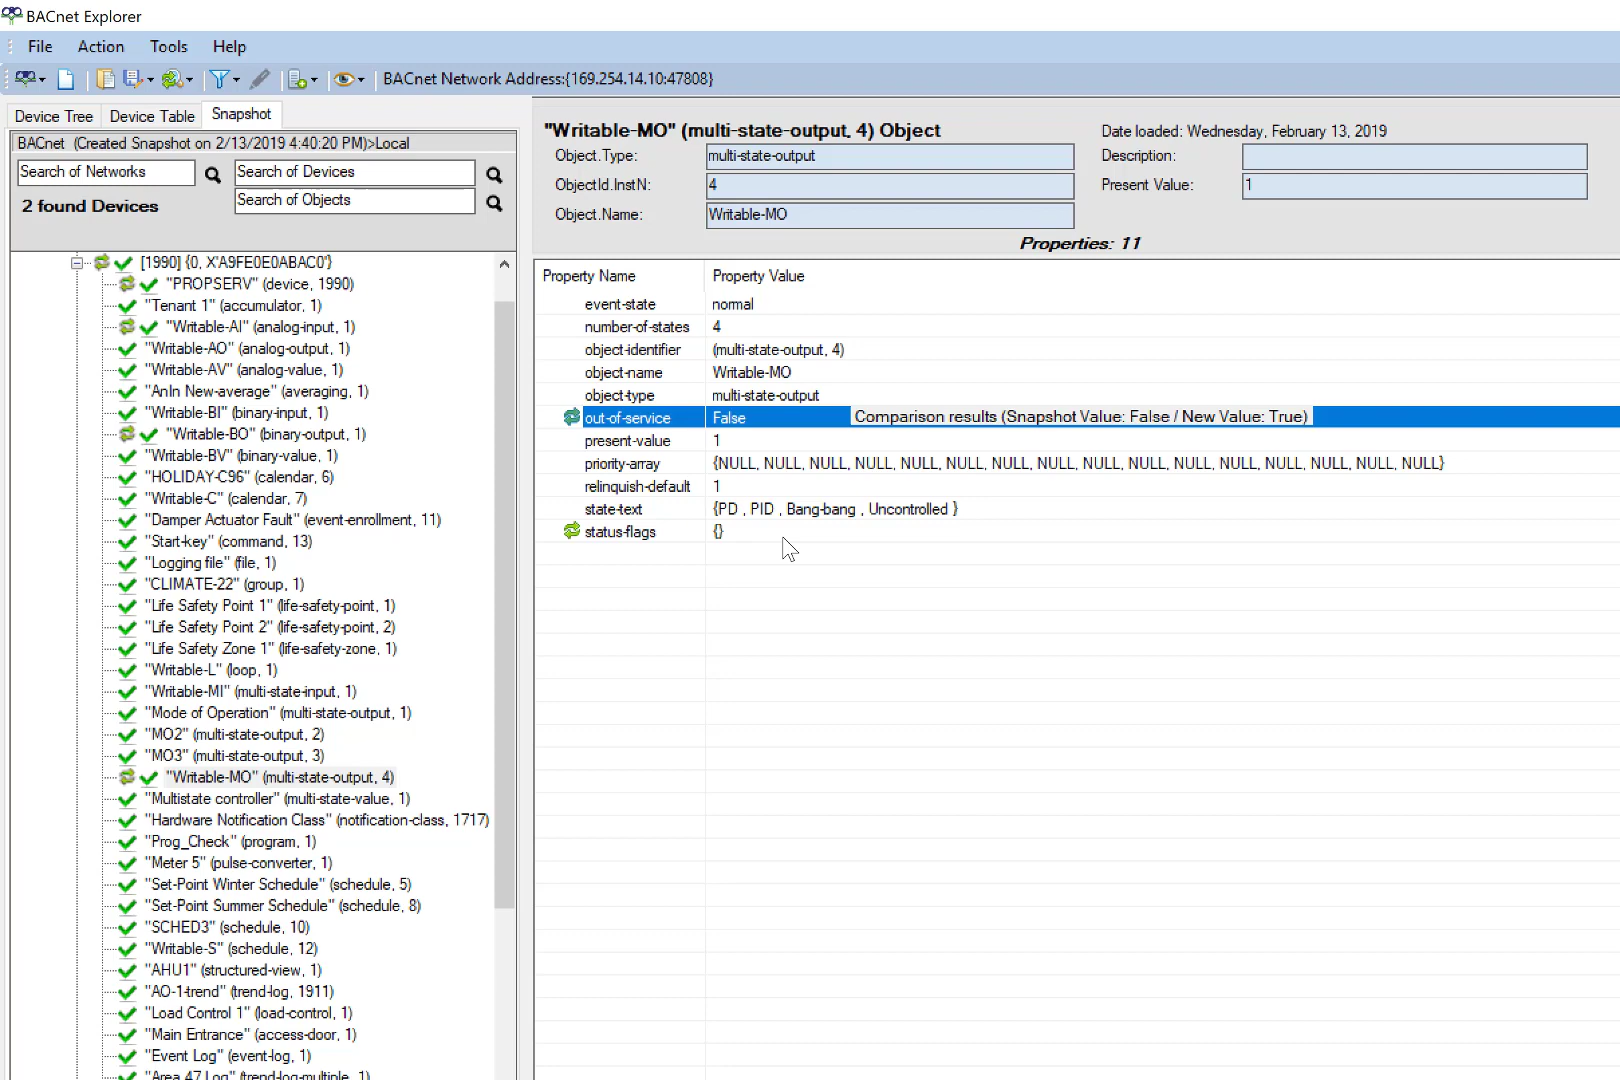 BACnet Explorer
File Action Tools Help
BACnet Network Address:{169.254.14.10:47808}
Device Tree Device Table Snapshot
BACnet (Created Snapshot on 2/13/2019 4:40:20 PM)>Local
Search of Networks Search of Devices
2 found Devices Search of Objects
[1990] {0, X'A9FE0E0ABAC0'}
"PROPSERV" (device, 1990)
"Tenant 1" (accumulator, 1)
"Writable-AI" (analog-input, 1)
"Writable-AO" (analog-output, 1)
"Writable-AV" (analog-value, 1)
"AnIn New-average" (averaging, 1)
"Writable-BI" (binary-input, 1)
"Writable-BO" (binary-output, 1)
"Writable-BV" (binary-value, 1)
"HOLIDAY-C96" (calendar, 6)
"Writable-C" (calendar, 7)
"Damper Actuator Fault" (event-enrollment, 11)
"Start-key" (command, 13)
"Logging file" (file, 1)
"CLIMATE-22" (group, 1)
"Life Safety Point 1" (life-safety-point, 1)
"Life Safety Point 2" (life-safety-point, 2)
"Life Safety Zone 1" (life-safety-zone, 1)
"Writable-L" (loop, 1)
"Writable-MI" (multi-state-input, 1)
"Mode of Operation" (multi-state-output, 1)
"MO2" (multi-state-output, 2)
"MO3" (multi-state-output, 3)
"Writable-MO" (multi-state-output, 4)
"Multistate controller" (multi-state-value, 1)
"Hardware Notification Class" (notification-class, 1717)
"Prog_Check" (program, 1)
"Meter 5" (pulse-converter, 1)
"Set-Point Winter Schedule" (schedule, 5)
"Set-Point Summer Schedule" (schedule, 8)
"SCHED3" (schedule, 10)
"Writable-S" (schedule, 12)
"AHU1" (structured-view, 1)
"AO-1-trend" (trend-log, 1911)
"Load Control 1" (load-control, 1)
"Main Entrance" (access-door, 1)
"Event Log" (event-log, 1)
"Area 47 Log" (trend-log-multiple, 1)
"Writable-MO" (multi-state-output, 4) Object
Date loaded: Wednesday, February 13, 2019
Object.Type: multi-state-output
Description:
ObjectId.InstN: 4
Present Value: 1
Object.Name: Writable-MO
Properties: 11
Property Name Property Value
event-state normal
number-of-states 4
object-identifier (multi-state-output, 4)
object-name Writable-MO
object-type multi-state-output
out-of-service False Comparison results (Snapshot Value: False / New Value: True)
present-value 1
priority-array {NULL, NULL, NULL, NULL, NULL, NULL, NULL, NULL, NULL, NULL, NULL, NULL, NULL, NULL, NULL, NULL}
relinquish-default 1
state-text {PD , PID , Bang-bang , Uncontrolled }
status-flags {}